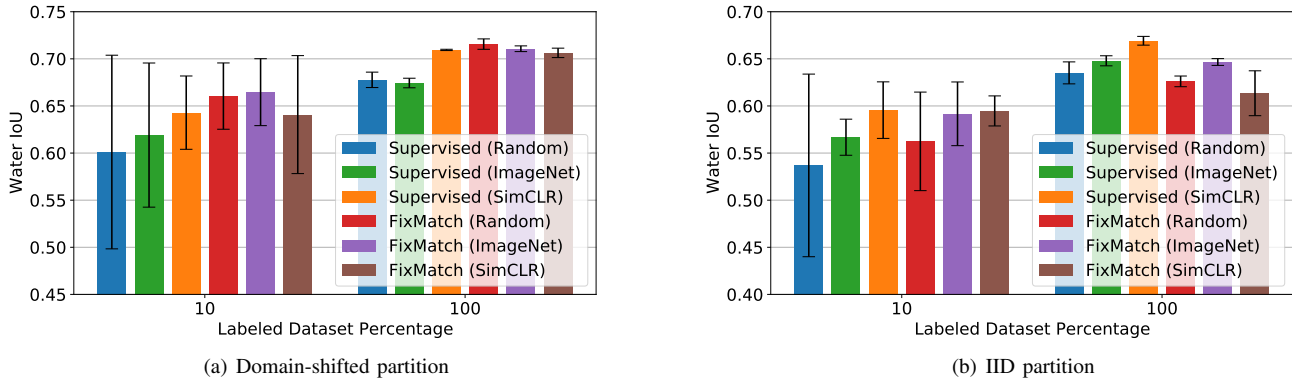 0.75
0.70
0.65
0.60
0.55
0.50
0.45
Water IoU
Supervised (Random)
Supervised (ImageNet)
Supervised (SimCLR)
FixMatch (Random)
FixMatch (ImageNet)
FixMatch (SimCLR)
10
100
Labeled Dataset Percentage
(a) Domain-shifted partition
0.70
0.65
0.60
0.55
0.50
0.45
0.40
Water IoU
Supervised (Random)
Supervised (ImageNet)
Supervised (SimCLR)
FixMatch (Random)
FixMatch (ImageNet)
FixMatch (SimCLR)
10
100
Labeled Dataset Percentage
(b) IID partition